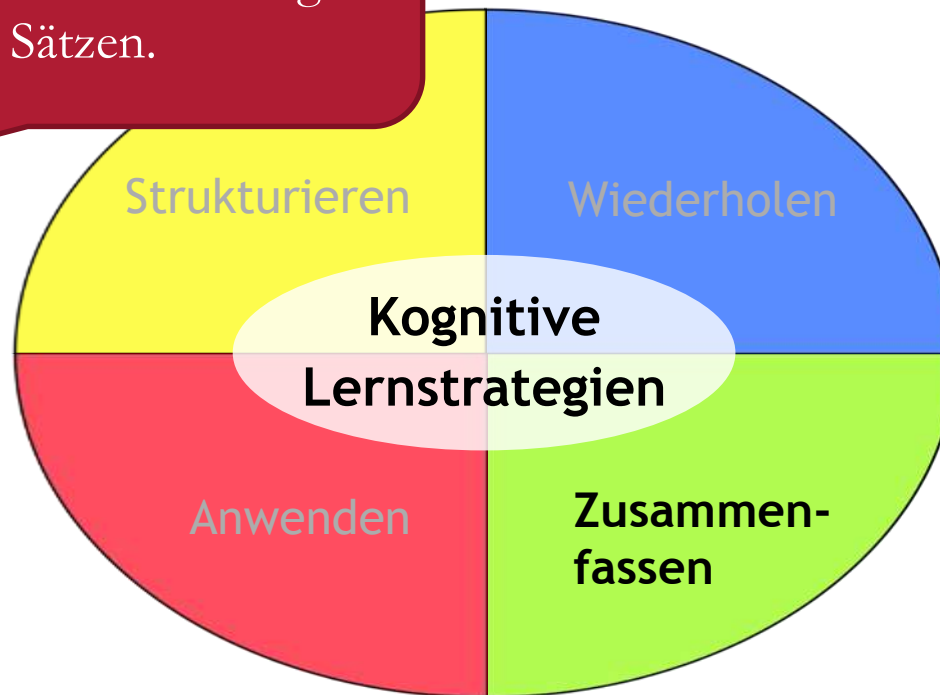 Sätzen.
Strukturieren
Wiederholen
Kognitive
Lernstrategien
Anwenden
Zusammen-
fassen